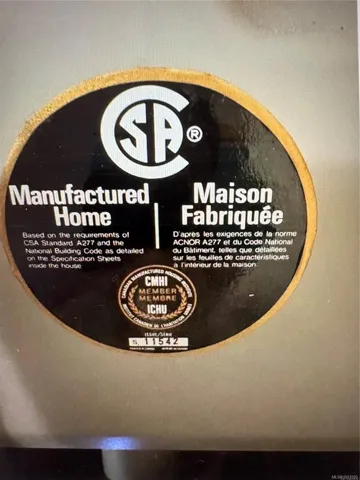 CSA ®
Manufactured
Home
Based on the requirements of
CSA Standard A277 and the
National Building Code as detailed
on the Specification Sheets
inside the house
Maison
Fabriquée
D'après les exigences de la norme
ACNOR A277 et du Code National
du Bâtiment, telles que détaillées
sur les feuilles de caractéristiques
à l'intérieur de la maison.
CMHI
MEMBER
MEMBRE
ICHU
ISSUE/SÉRIE
11542